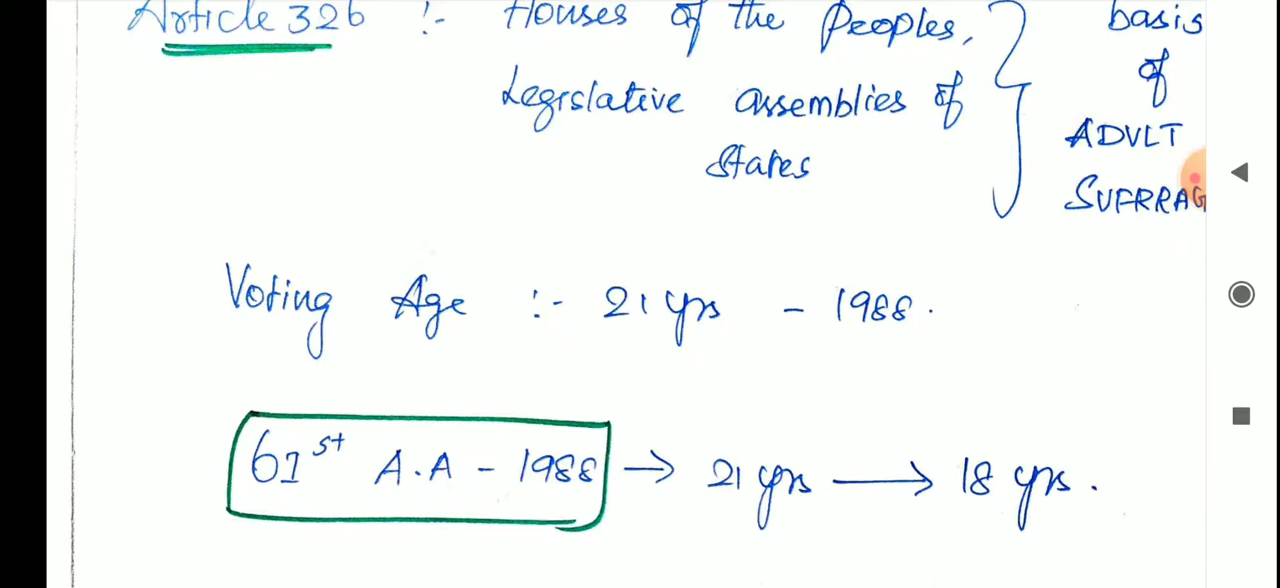 Article 326 :- Houses of the Peoples,
Legislative assemblies of
States
basis
of
ADULT
SUFRRAG
Voting Age :- 21 yrs - 1988.
61st A.A - 1988 → 21 yrs → 18 yrs.